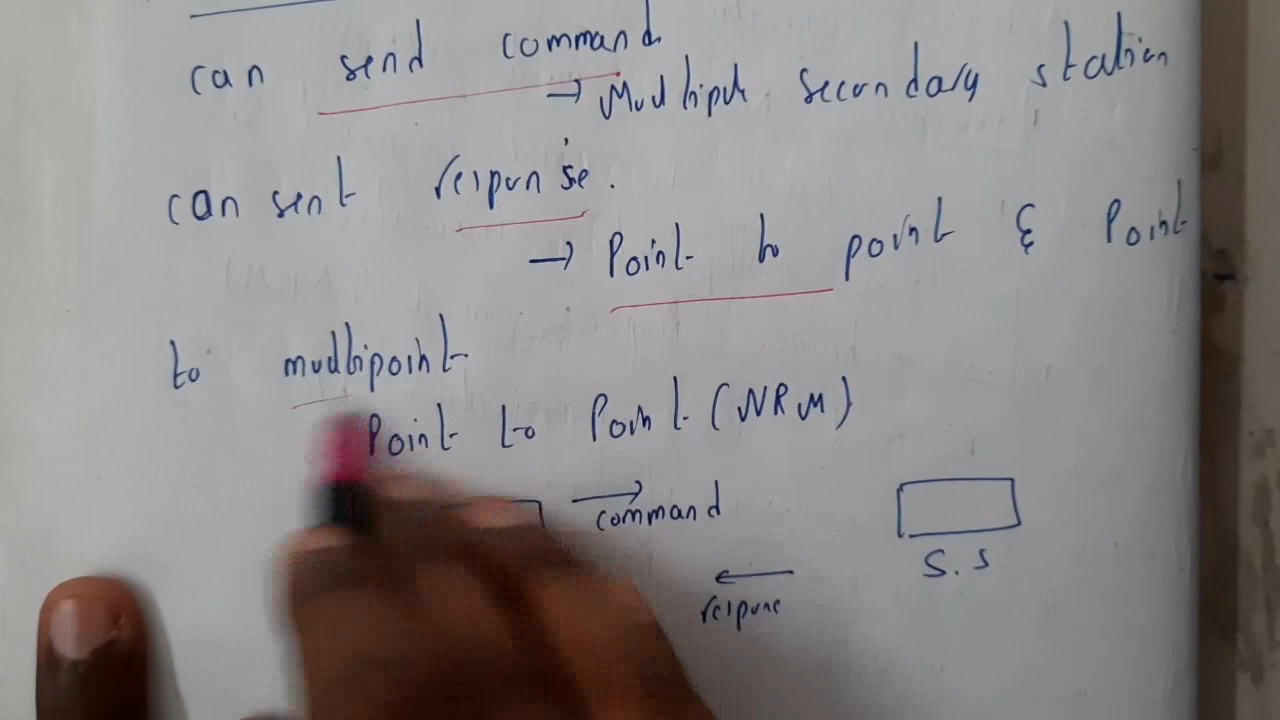 can send command
→ Multiple secondary station
can sent response.
→ Point to point & Point
to multipoint
Point to Point (NRM)
command
S.S
response